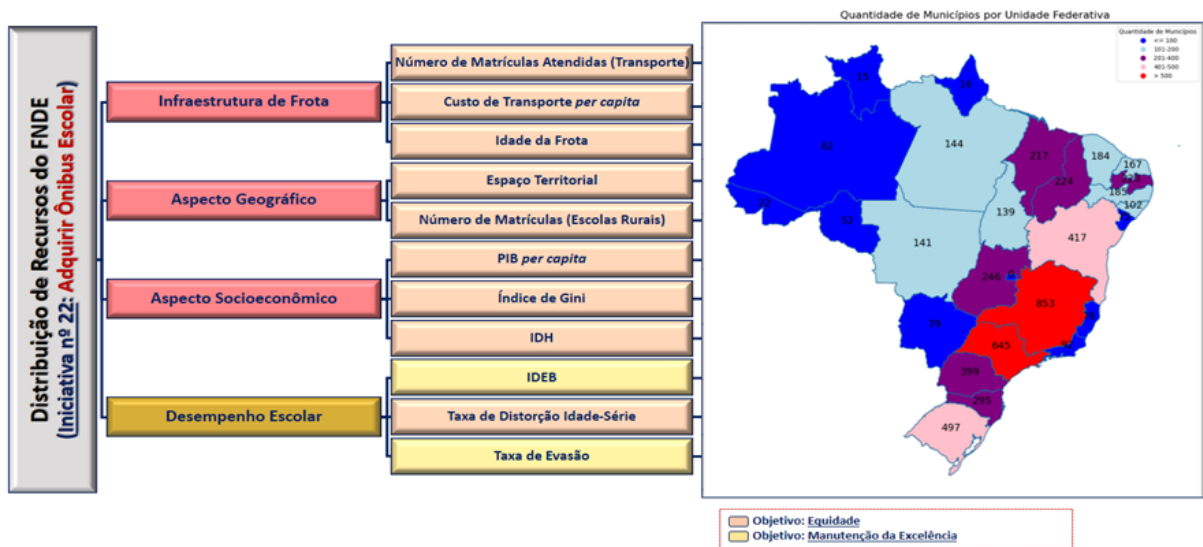 Distribuição de Recursos do FNDE
(Iniciativa nº 22: Adquirir Ônibus Escolar)
Infraestrutura de Frota
Número de Matrículas Atendidas (Transporte)
Custo de Transporte per capita
Idade da Frota
Aspecto Geográfico
Espaço Territorial
Número de Matrículas (Escolas Rurais)
Aspecto Socioeconômico
PIB per capita
Índice de Gini
IDH
Desempenho Escolar
IDEB
Taxa de Distorção Idade-Série
Taxa de Evasão
Quantidade de Municípios por Unidade Federativa
Quantidade de Municípios
<= 100
101-200
201-400
401-500
> 500
15
16
62
144
217
184
167
223
224
185
102
22
52
139
417
141
246
853
79
78
645
92
399
295
497
Objetivo: Equidade
Objetivo: Manutenção da Excelência